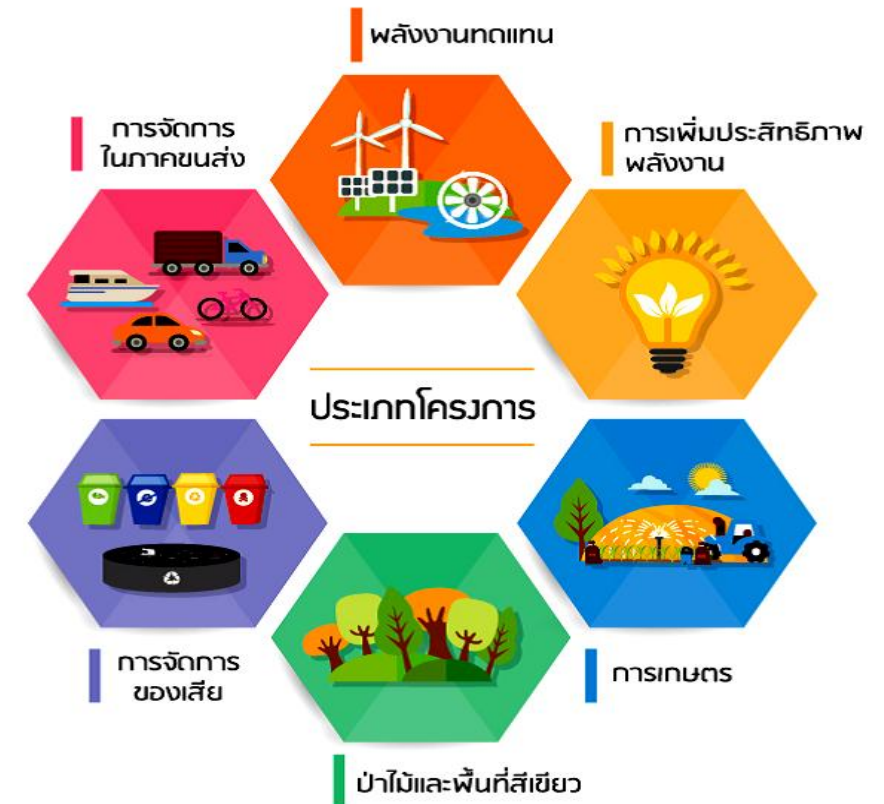 พลังงานทดแทน
การจัดการ
ในภาคขนส่ง
การเพิ่มประสิทธิภาพ
พลังงาน
ประเภทโครงการ
การจัดการ
ของเสีย
การเกษตร
ป่าไม้และพื้นที่สีเขียว